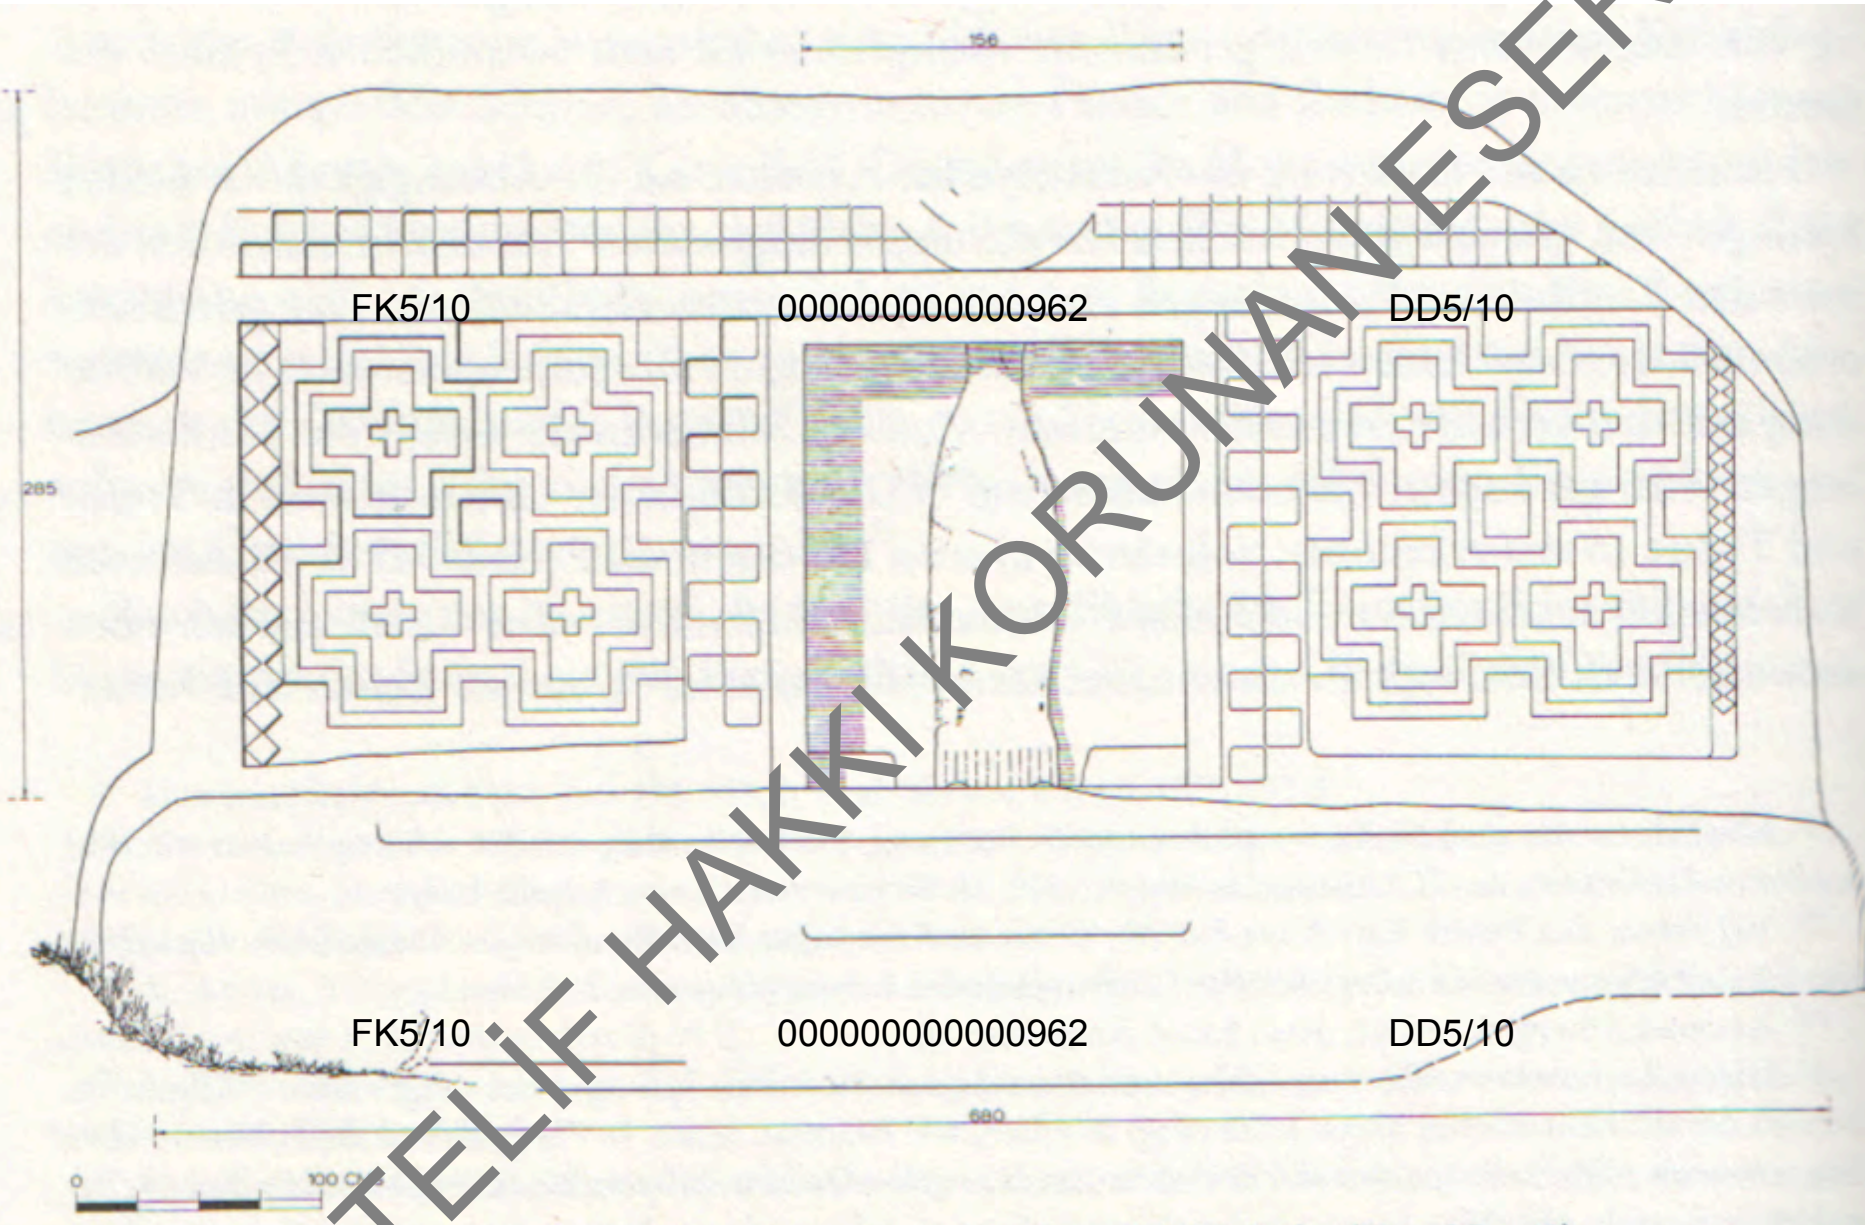 156
285
FK5/10 000000000000962 DD5/10
TELİF HAKKI KORUNAN ESER
FK5/10 000000000000962 DD5/10
680
0 100 CMS